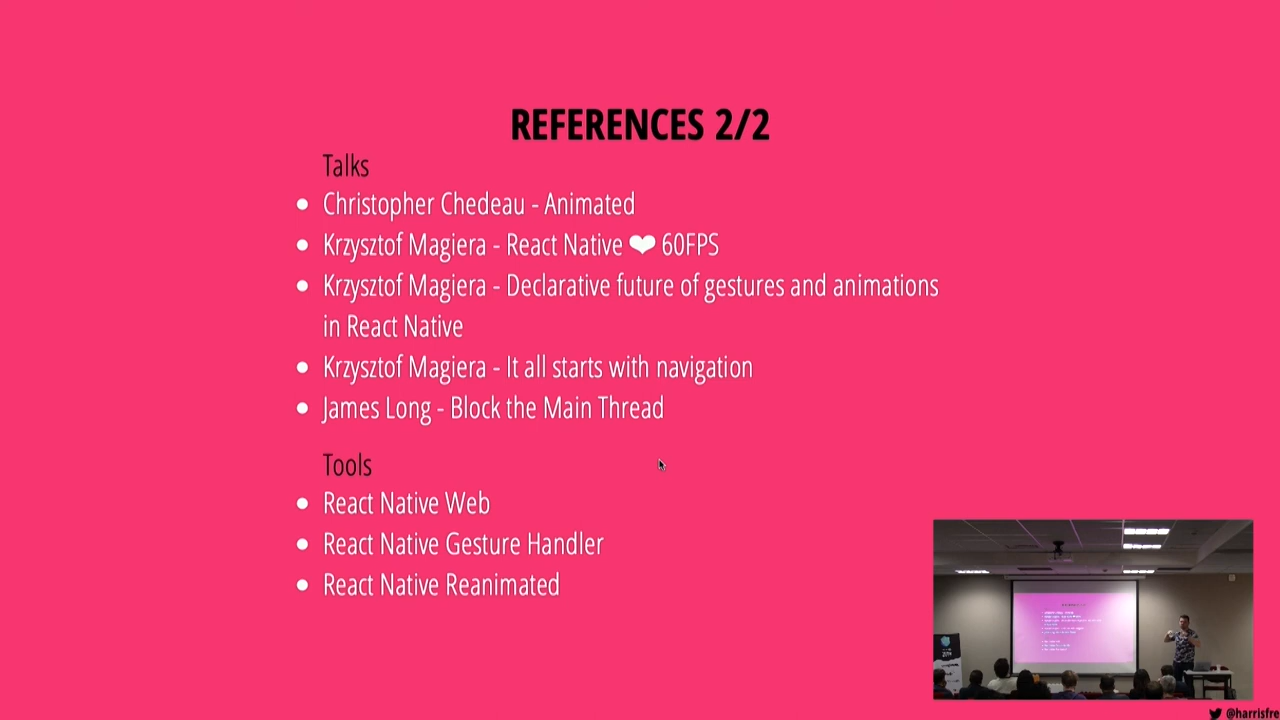 REFERENCES 2/2
Talks
Christopher Chedeau - Animated
Krzysztof Magiera - React Native ❤ 60FPS
Krzysztof Magiera - Declarative future of gestures and animations
in React Native
Krzysztof Magiera - It all starts with navigation
James Long - Block the Main Thread
Tools
React Native Web
React Native Gesture Handler
React Native Reanimated
@harrisfre